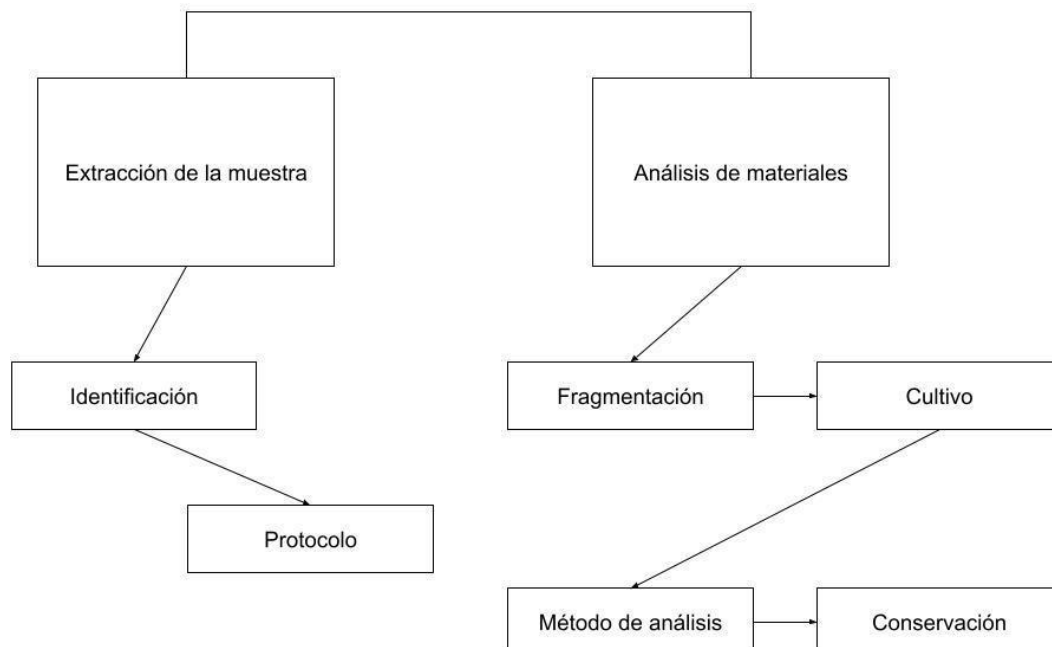 Extracción de la muestra
Análisis de materiales
Identificación
Fragmentación
Cultivo
Protocolo
Método de análisis
Conservación